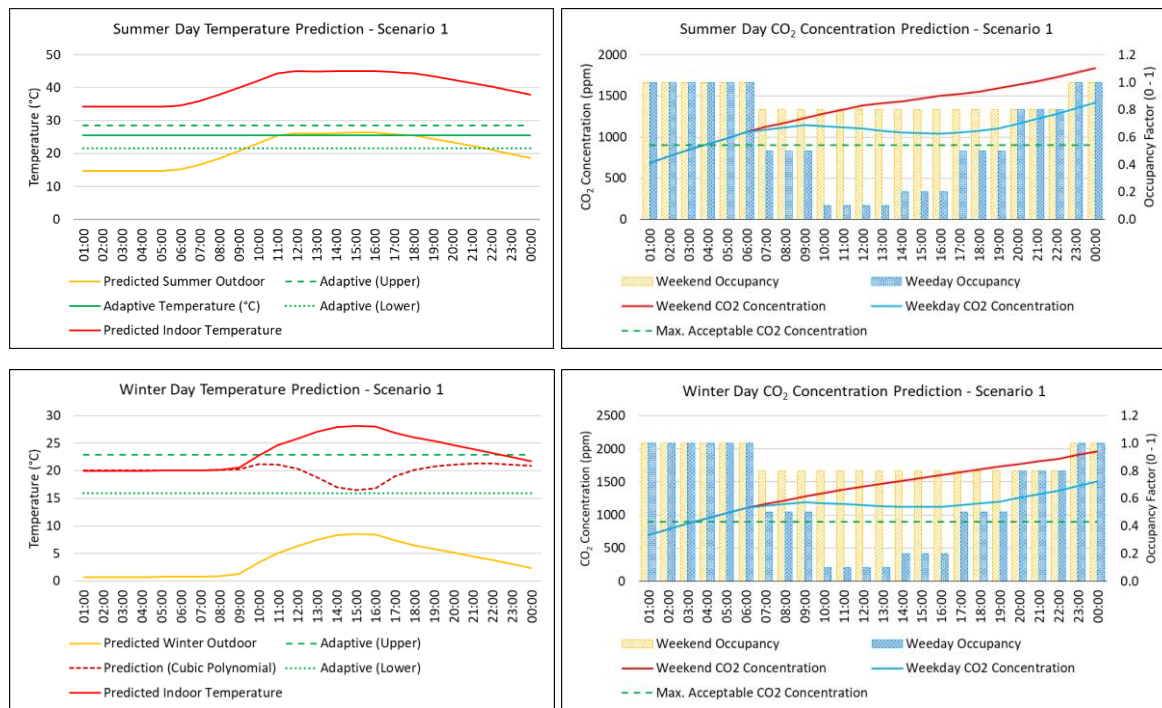 Summer Day Temperature Prediction - Scenario 1
Temperature (°C)
50
40
30
20
10
0
01:00 02:00 03:00 04:00 05:00 06:00 07:00 08:00 09:00 10:00 11:00 12:00 13:00 14:00 15:00 16:00 17:00 18:00 19:00 20:00 21:00 22:00 23:00 00:00
Predicted Summer Outdoor
Adaptive (Upper)
Adaptive Temperature (°C)
Adaptive (Lower)
Predicted Indoor Temperature
Summer Day CO₂ Concentration Prediction - Scenario 1
CO₂ Concentration (ppm)
2000
1500
1000
500
0
1.2
1.0
0.8
0.6
0.4
0.2
0.0
Occupancy Factor (0 - 1)
01:00 02:00 03:00 04:00 05:00 06:00 07:00 08:00 09:00 10:00 11:00 12:00 13:00 14:00 15:00 16:00 17:00 18:00 19:00 20:00 21:00 22:00 23:00 00:00
Weekend Occupancy
Weeday Occupancy
Weekend CO2 Concentration
Weekday CO2 Concentration
Max. Acceptable CO2 Concentration
Winter Day Temperature Prediction - Scenario 1
Temperature (°C)
30
25
20
15
10
5
0
01:00 02:00 03:00 04:00 05:00 06:00 07:00 08:00 09:00 10:00 11:00 12:00 13:00 14:00 15:00 16:00 17:00 18:00 19:00 20:00 21:00 22:00 23:00 00:00
Predicted Winter Outdoor
Adaptive (Upper)
Prediction (Cubic Polynomial)
Adaptive (Lower)
Predicted Indoor Temperature
Winter Day CO₂ Concentration Prediction - Scenario 1
CO₂ Concentration (ppm)
2500
2000
1500
1000
500
0
1.2
1.0
0.8
0.6
0.4
0.2
0.0
Occupancy Factor (0 - 1)
01:00 02:00 03:00 04:00 05:00 06:00 07:00 08:00 09:00 10:00 11:00 12:00 13:00 14:00 15:00 16:00 17:00 18:00 19:00 20:00 21:00 22:00 23:00 00:00
Weekend Occupancy
Weeday Occupancy
Weekend CO2 Concentration
Weekday CO2 Concentration
Max. Acceptable CO2 Concentration